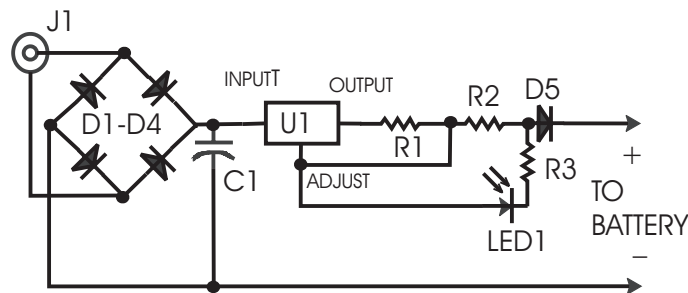 J1
INPUTT
OUTPUT
D5
R2
D1-D4
U1
R1
+
C1
ADJUST
R3
TO
BATTERY
LED1
–